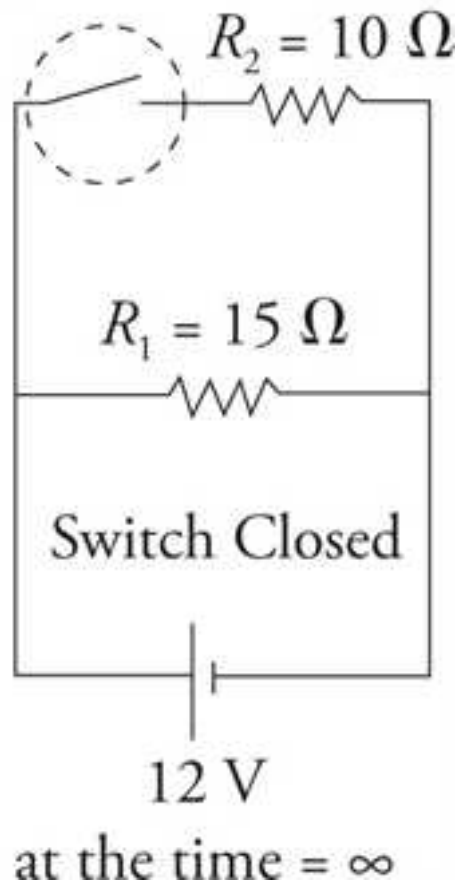 R₂ = 10 Ω
R₁ = 15 Ω
Switch Closed
12 V
at the time = ∞